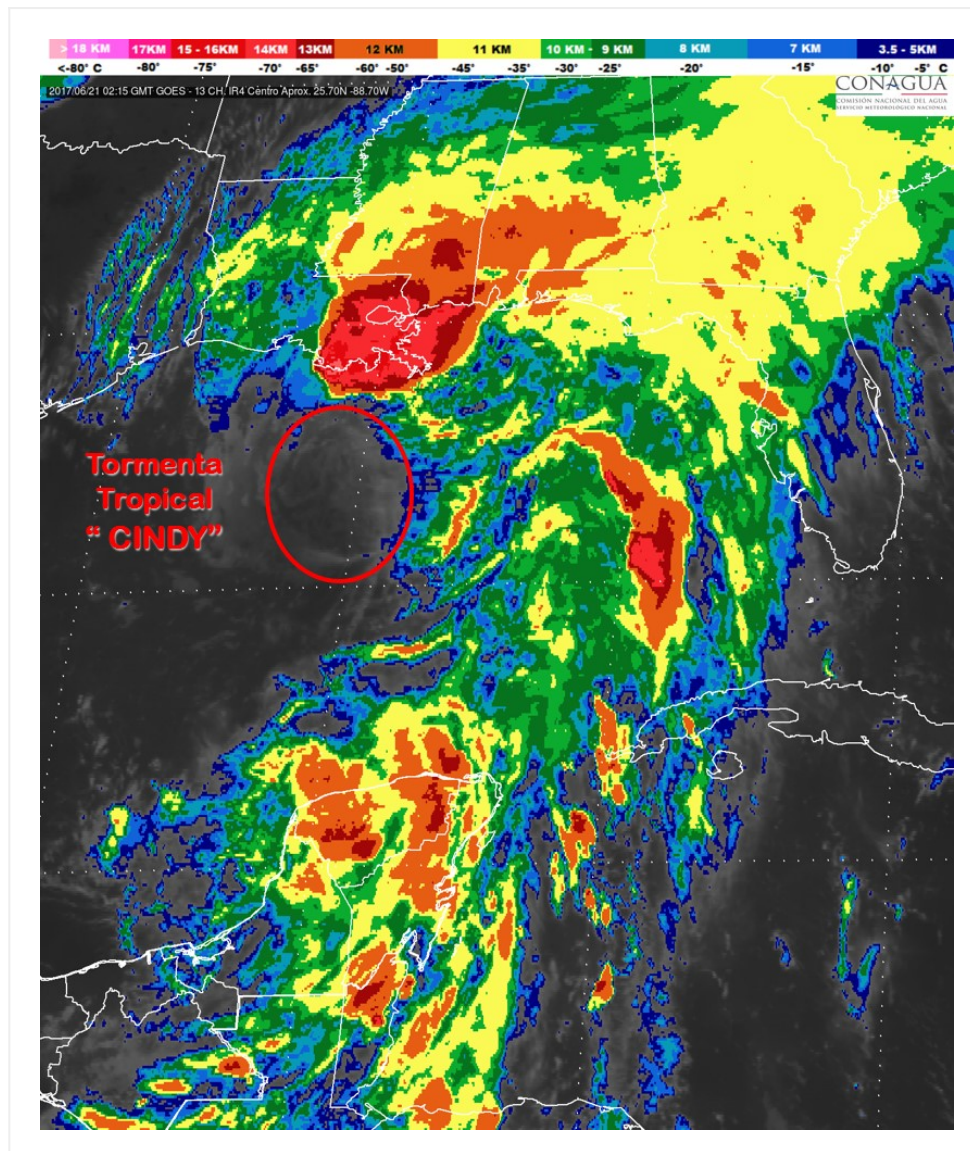 > 18 KM 17KM 15 - 16KM 14KM 13KM 12 KM 11 KM 10 KM - 9 KM 8 KM 7 KM 3.5 - 5KM
<-80° C -80° -75° -70° -65° -60° -50° -45° -35° -30° -25° -20° -15° -10° -5° C
2017/06/21 02:15 GMT GOES - 13 CH. IR4 Centro Aprox. 25.70N -88.70W
CONAGUA
COMISIÓN NACIONAL DEL AGUA
SERVICIO METEOROLÓGICO NACIONAL
Tormenta
Tropical
“ CINDY”